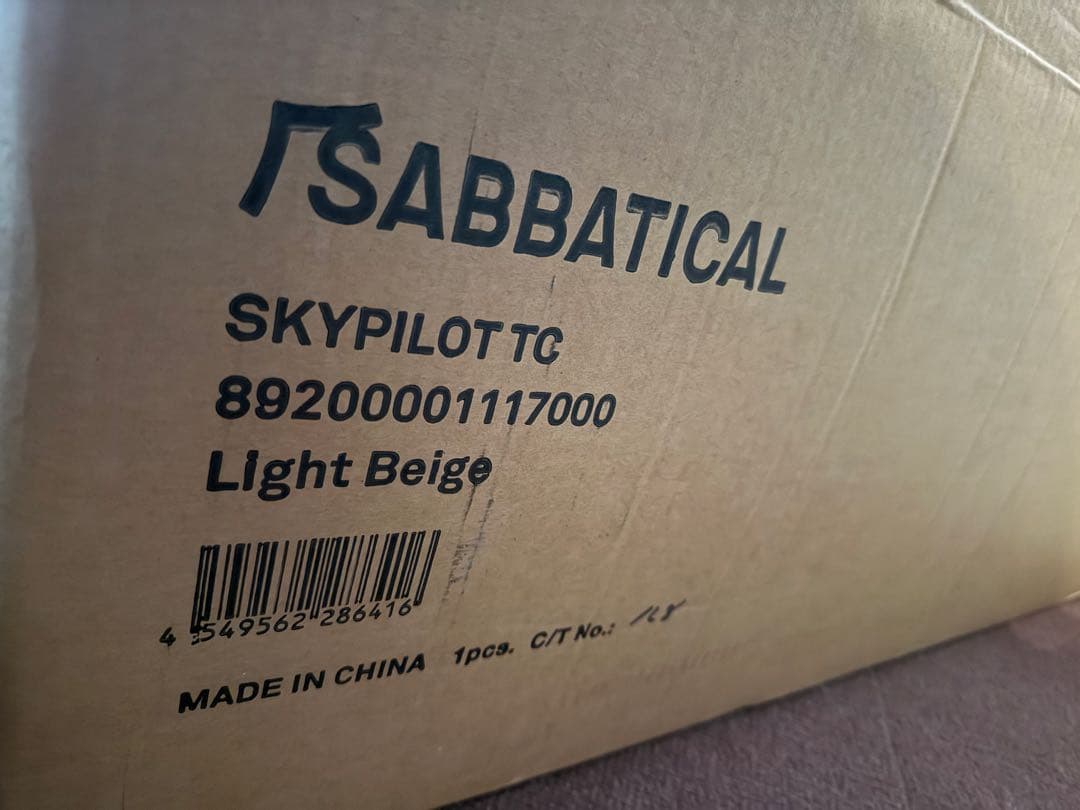 SABBATICAL
SKYPILOT TC
89200001117000
Light Beige
4 549562 286416
MADE IN CHINA 1pcs. C/T No.: